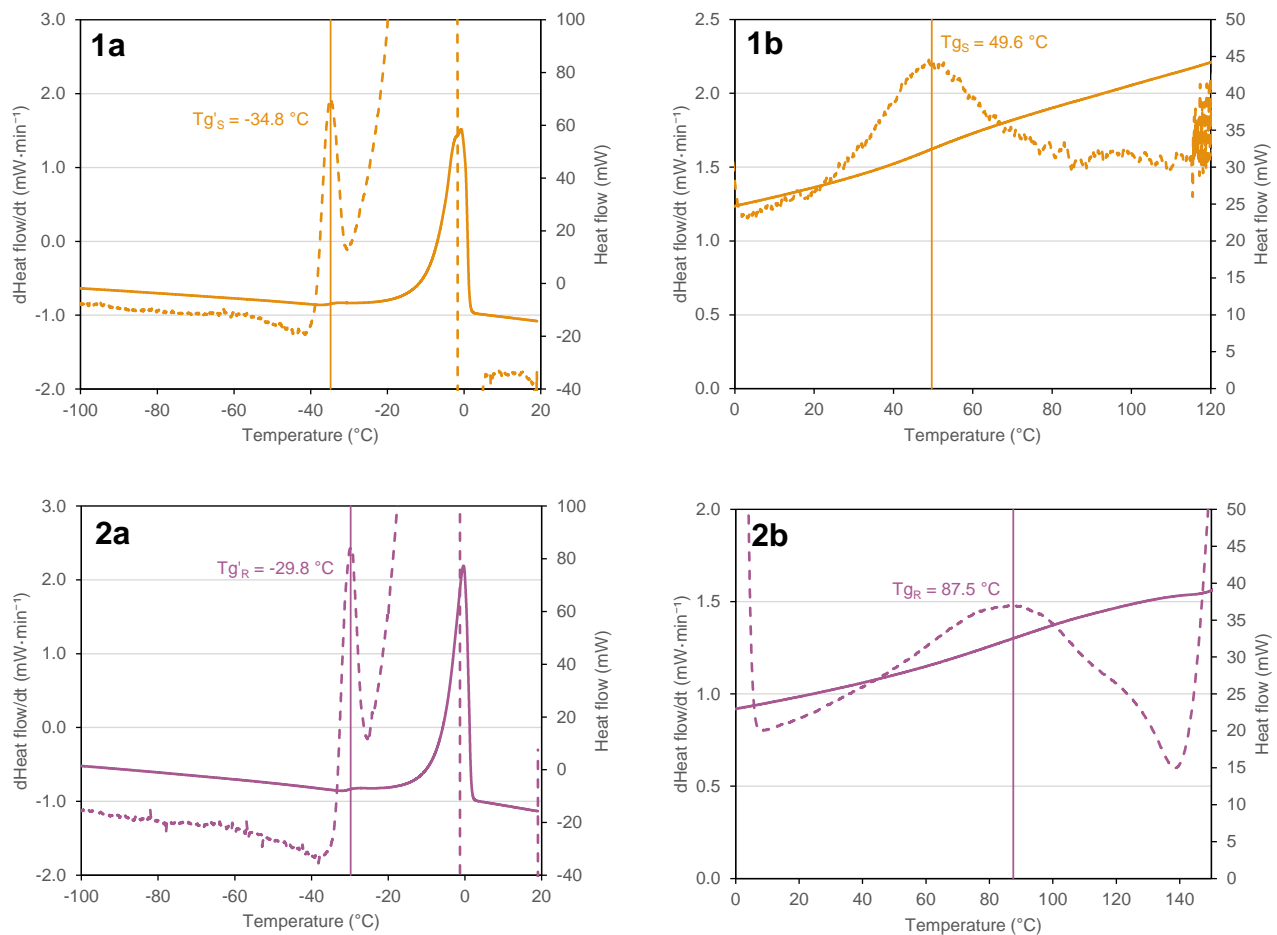 1a
3.0
2.0
1.0
0.0
-1.0
-2.0
dHeat flow/dt (mW·min⁻¹)
100
80
60
40
20
0
-20
-40
Heat flow (mW)
Tg'S = -34.8 °C
-100 -80 -60 -40 -20 0 20
Temperature (°C)
1b
2.5
2.0
1.5
1.0
0.5
0.0
dHeat flow/dt (mW·min⁻¹)
50
45
40
35
30
25
20
15
10
5
0
Heat flow (mW)
TgS = 49.6 °C
0 20 40 60 80 100 120
Temperature (°C)
2a
3.0
2.0
1.0
0.0
-1.0
-2.0
dHeat flow/dt (mW·min⁻¹)
100
80
60
40
20
0
-20
-40
Heat flow (mW)
Tg'R = -29.8 °C
-100 -80 -60 -40 -20 0 20
Temperature (°C)
2b
2.0
1.5
1.0
0.5
0.0
dHeat flow/dt (mW·min⁻¹)
50
45
40
35
30
25
20
15
10
5
0
Heat flow (mW)
TgR = 87.5 °C
0 20 40 60 80 100 120 140
Temperature (°C)